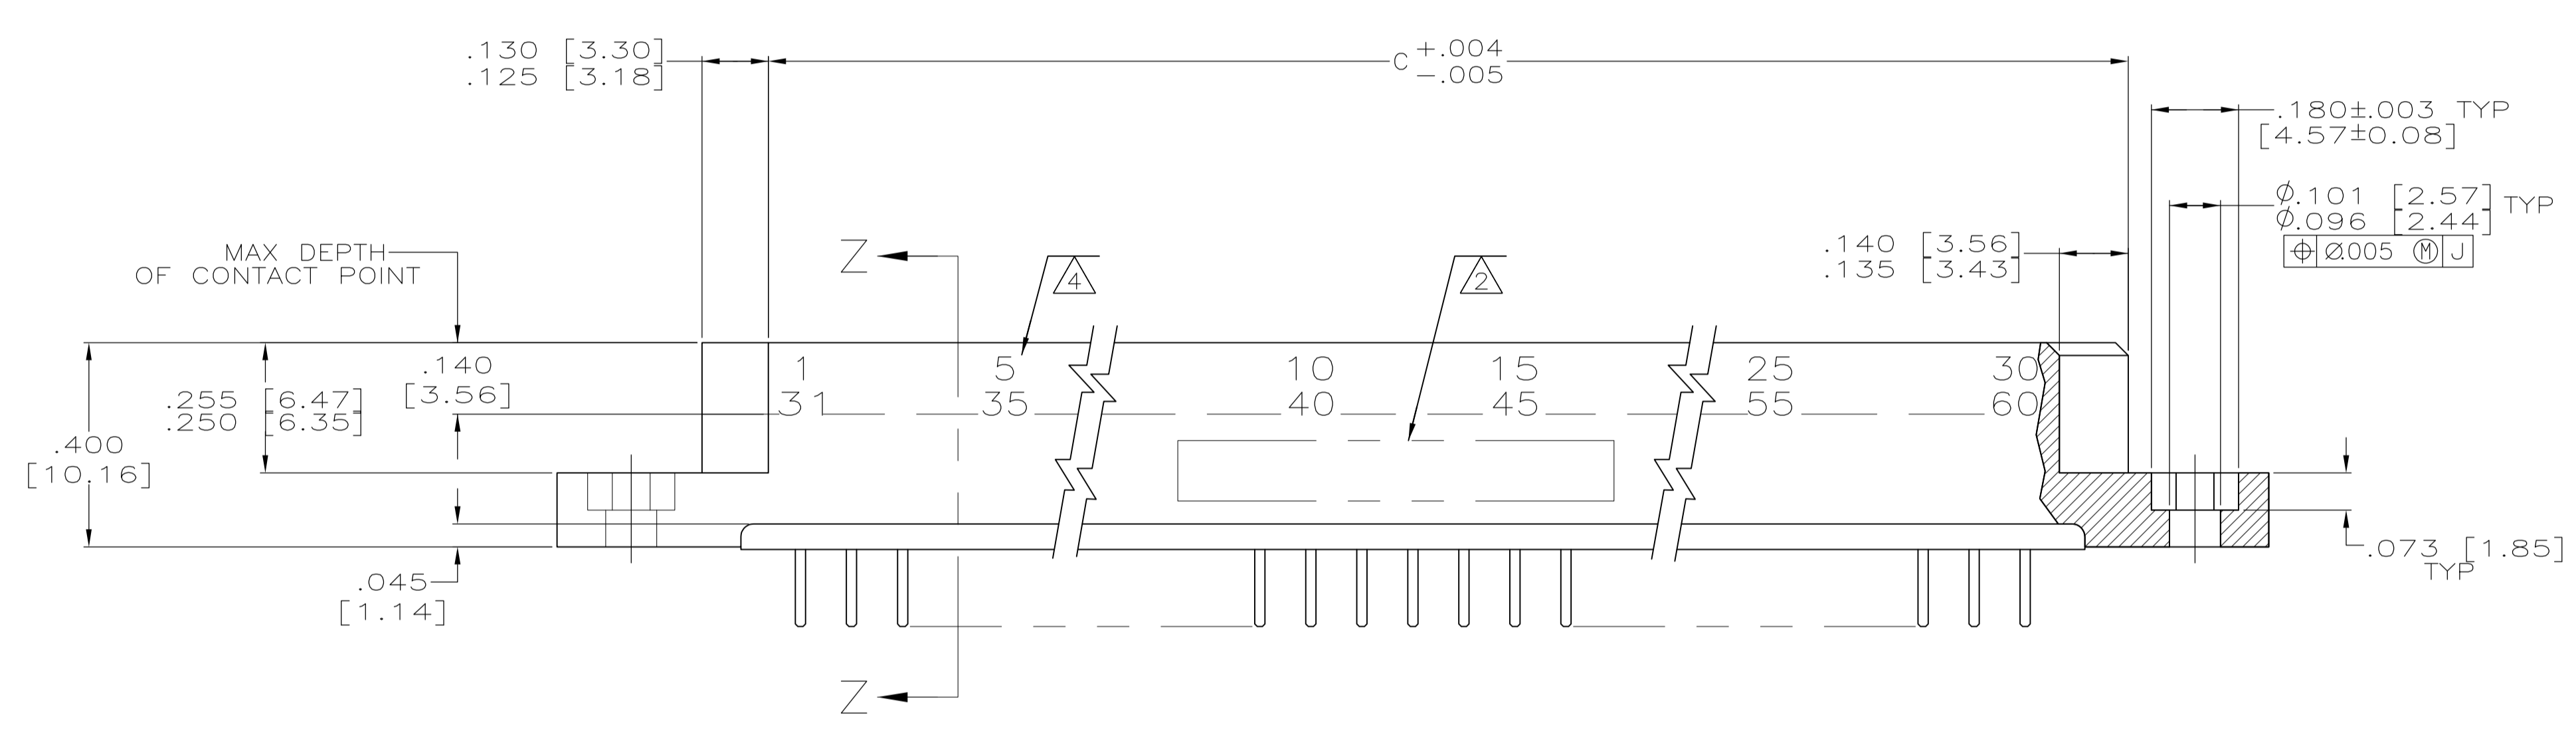 .130 [3.30]
.125 [3.18]
C +.004
-.005
.180±.003 TYP
[4.57±0.08]
Ø.101 [2.57] TYP
Ø.096 [2.44]
⌖ Ø.005 Ⓜ J
.140 [3.56]
.135 [3.43]
MAX DEPTH
OF CONTACT POINT
Z
4
2
.140
[3.56]
.255 [6.47]
.250 [6.35]
.400
[10.16]
1 5 10 15 25 30
31 35 40 45 55 60
.045
[1.14]
.073 [1.85]
TYP
Z